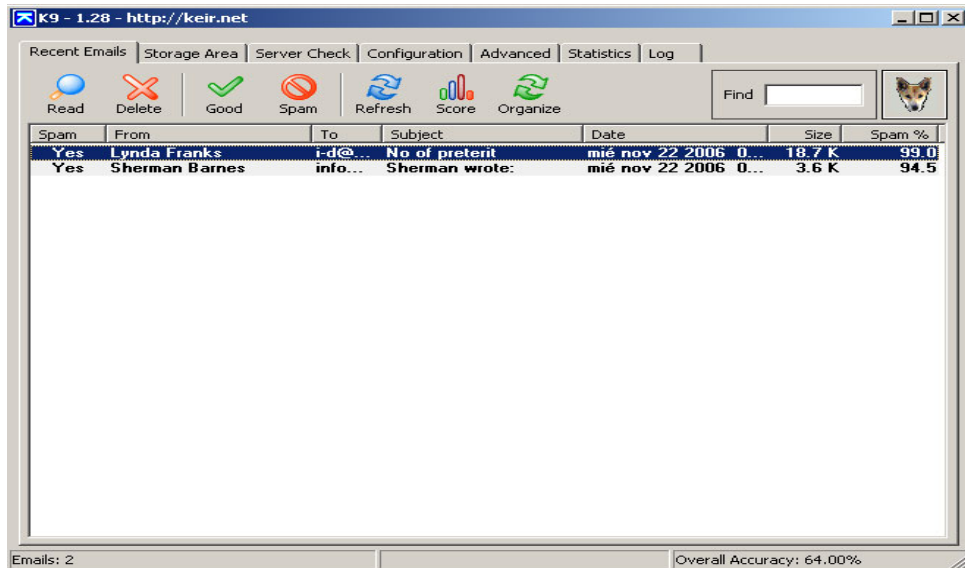 K9 - 1.28 - http://keir.net
Recent Emails Storage Area Server Check Configuration Advanced Statistics Log
Read Delete Good Spam Refresh Score Organize Find
Spam From To Subject Date Size Spam %
Yes Lynda Franks i-d@... No of preterit mié nov 22 2006 0... 18.7 K 99.0
Yes Sherman Barnes info... Sherman wrote: mié nov 22 2006 0... 3.6 K 94.5
Emails: 2 Overall Accuracy: 64.00%